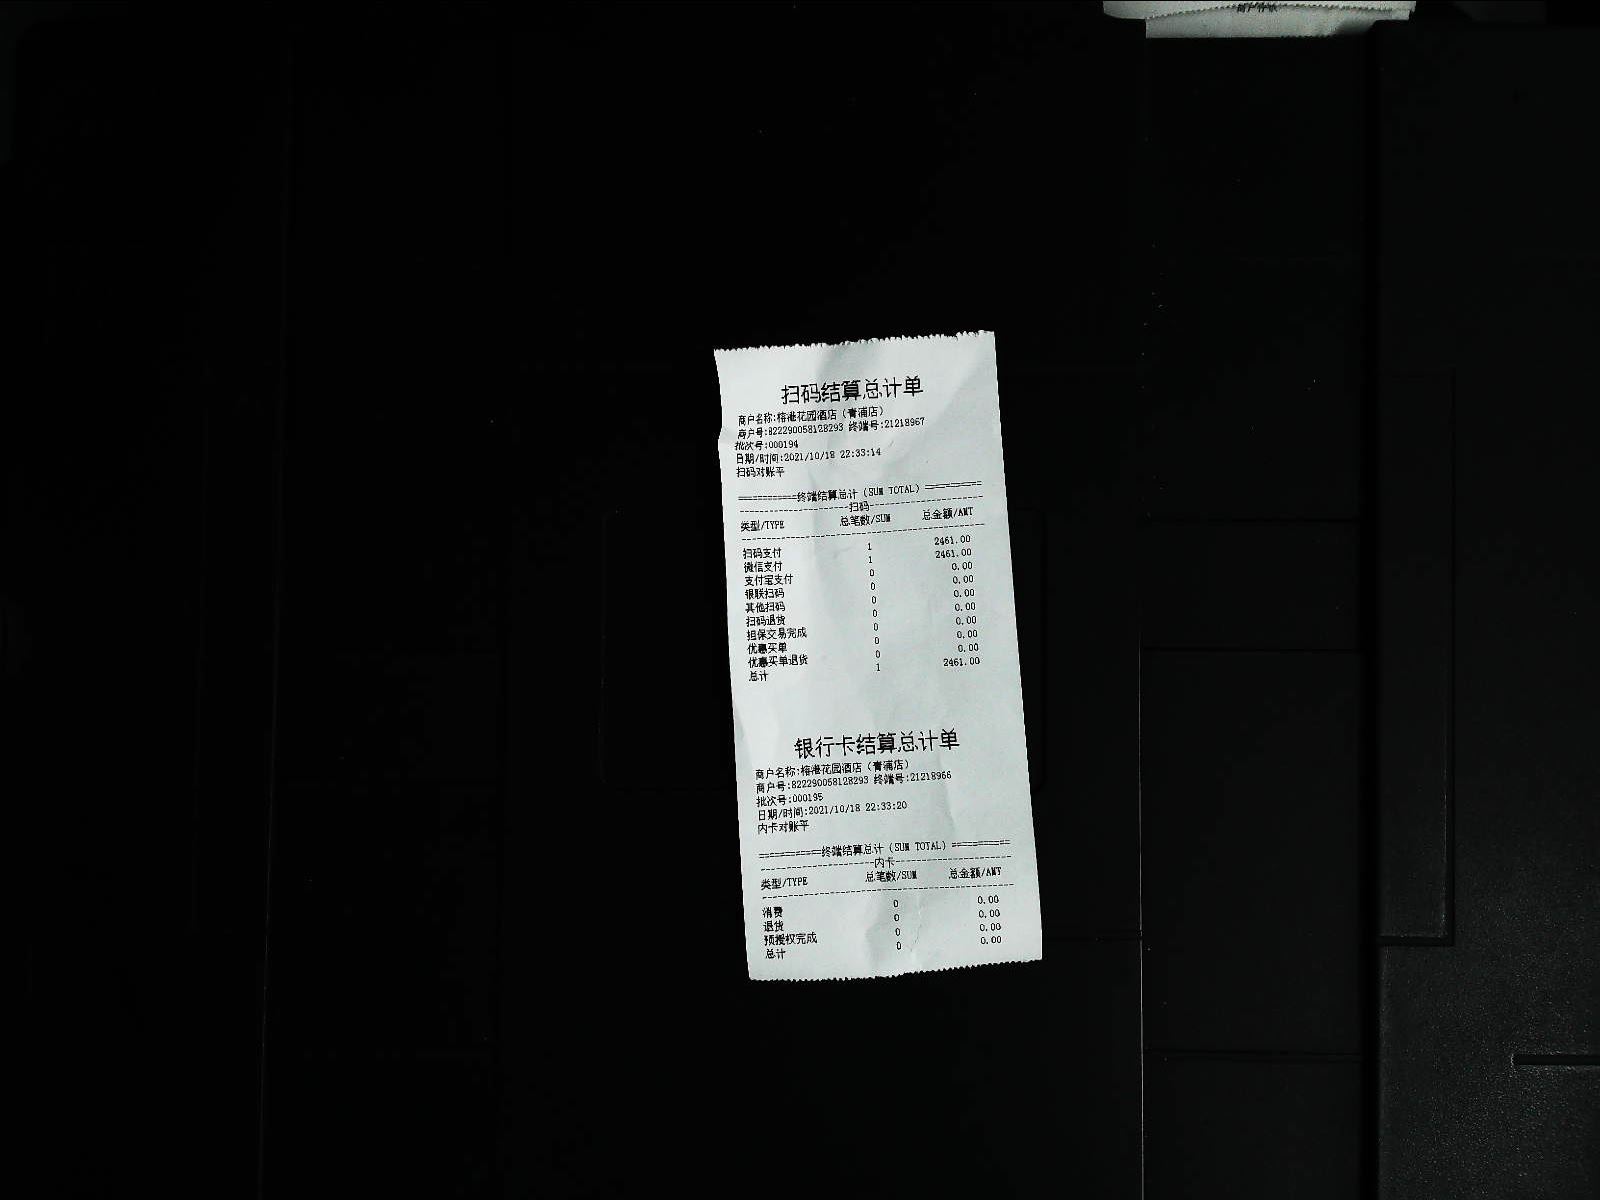 扫码结算总计单
商户名称:榕港花园酒店（青浦店）
商户号:822290058128293 终端号:21218967
批次号:000194
日期/时间:2021/10/18 22:33:14
扫码对账平
============终端结算总计（SUM TOTAL）============
扫码
类型/TYPE 总笔数/SUM 总金额/AMT
扫码支付 1 2461.00
微信支付 1 2461.00
支付宝支付 0 0.00
银联扫码 0 0.00
其他扫码 0 0.00
扫码退货 0 0.00
担保交易完成 0 0.00
优惠买单 0 0.00
优惠买单退货 0 0.00
总计 1 2461.00
银行卡结算总计单
商户名称:榕港花园酒店（青浦店）
商户号:822290058128293 终端号:21218966
批次号:000195
日期/时间:2021/10/18 22:33:20
内卡对账平
============终端结算总计（SUM TOTAL）============
内卡
类型/TYPE 总笔数/SUM 总金额/AMT
消费 0 0.00
退货 0 0.00
预授权完成 0 0.00
总计 0 0.00